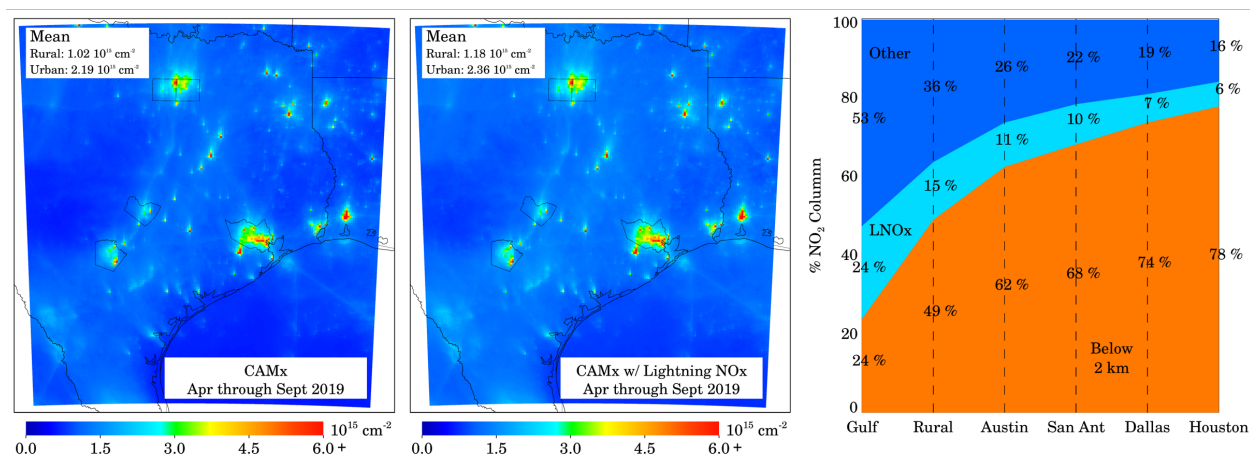 Mean
Rural: 1.02 10¹⁵ cm⁻²
Urban: 2.19 10¹⁵ cm⁻²
CAMx
Apr through Sept 2019
0.0 1.5 3.0 4.5 6.0 + 10¹⁵ cm⁻²
Mean
Rural: 1.18 10¹⁵ cm⁻²
Urban: 2.36 10¹⁵ cm⁻²
CAMx w/ Lightning NOx
Apr through Sept 2019
0.0 1.5 3.0 4.5 6.0 + 10¹⁵ cm⁻²
% NO₂ Columnn
100
80
60
40
20
0
Other
53 % 36 % 26 % 22 % 19 % 16 %
LNOx
24 % 15 % 11 % 10 % 7 % 6 %
24 % 49 % 62 % 68 % 74 % 78 %
Below
2 km
Gulf Rural Austin San Ant Dallas Houston